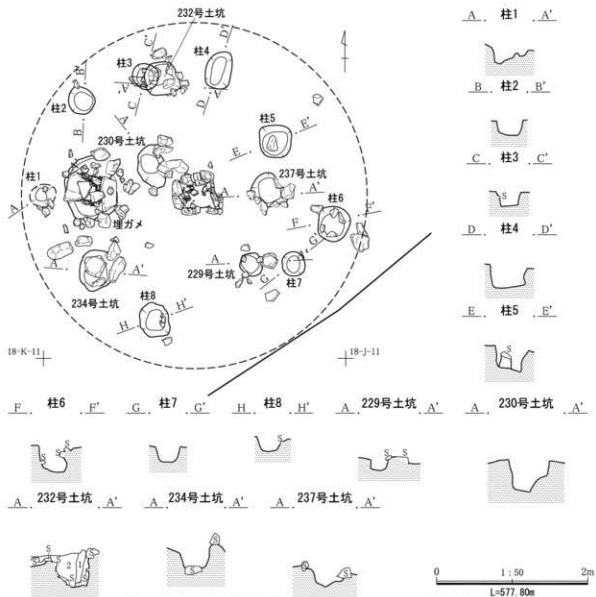 232号土坑
柱4
D'
C'
柱3
B'
柱2
A'
C
D
A
B
A
柱5
E'
E
230号土坑
柱1
A
A
237号土坑
A'
柱6
F'
F
埋ガメ
G'
A'
A
A'
229号土坑
A
G
柱7
234号土坑
柱8
H'
H
18-K-11
18-J-11
A 柱1 A'
B 柱2 B'
C 柱3 C'
S
D 柱4 D'
E 柱5 E'
S
F 柱6 F' G 柱7 G' H 柱8 H' A 229号土坑 A' A 230号土坑 A'
S S S S S S S
A 232号土坑 A' A 234号土坑 A' A 237号土坑 A'
S S 2 1 S S S S S S
0 1:50 2m
L=577.80m